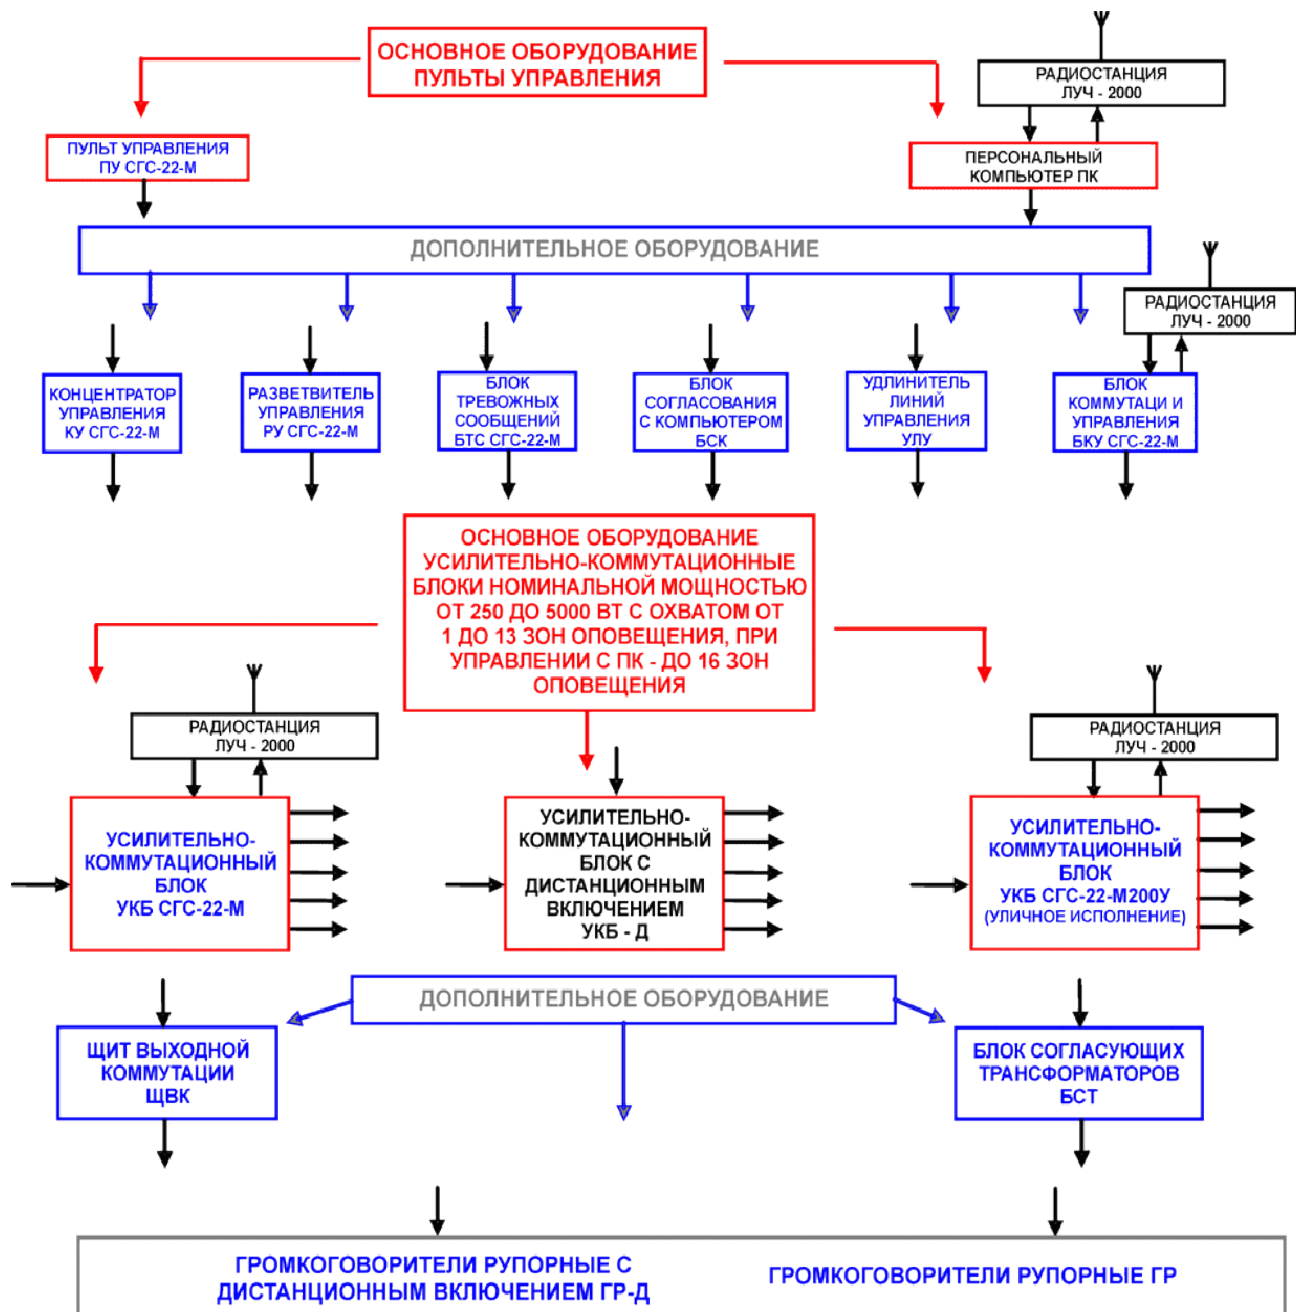 ОСНОВНОЕ ОБОРУДОВАНИЕ
ПУЛЬТЫ УПРАВЛЕНИЯ
РАДИОСТАНЦИЯ
ЛУЧ - 2000
ПУЛЬТ УПРАВЛЕНИЯ
ПУ СГС-22-М
ПЕРСОНАЛЬНЫЙ
КОМПЬЮТЕР ПК
ДОПОЛНИТЕЛЬНОЕ ОБОРУДОВАНИЕ
РАДИОСТАНЦИЯ
ЛУЧ - 2000
КОНЦЕНТРАТОР
УПРАВЛЕНИЯ
КУ СГС-22-М
РАЗВЕТВИТЕЛЬ
УПРАВЛЕНИЯ
РУ СГС-22-М
БЛОК
ТРЕВОЖНЫХ
СООБЩЕНИЙ
БТС СГС-22-М
БЛОК
СОГЛАСОВАНИЯ
С КОМПЬЮТЕРОМ
БСК
УДЛИНИТЕЛЬ
ЛИНИЙ
УПРАВЛЕНИЯ
УЛУ
БЛОК
КОММУТАЦИ И
УПРАВЛЕНИЯ
БКУ СГС-22-М
ОСНОВНОЕ ОБОРУДОВАНИЕ
УСИЛИТЕЛЬНО-КОММУТАЦИОННЫЕ
БЛОКИ НОМИНАЛЬНОЙ МОЩНОСТЬЮ
ОТ 250 ДО 5000 ВТ С ОХВАТОМ ОТ
1 ДО 13 ЗОН ОПОВЕЩЕНИЯ, ПРИ
УПРАВЛЕНИИ С ПК - ДО 16 ЗОН
ОПОВЕЩЕНИЯ
РАДИОСТАНЦИЯ
ЛУЧ - 2000
РАДИОСТАНЦИЯ
ЛУЧ - 2000
УСИЛИТЕЛЬНО-
КОММУТАЦИОННЫЙ
БЛОК
УКБ СГС-22-М
УСИЛИТЕЛЬНО-
КОММУТАЦИОННЫЙ
БЛОК С
ДИСТАНЦИОННЫМ
ВКЛЮЧЕНИЕМ
УКБ - Д
УСИЛИТЕЛЬНО-
КОММУТАЦИОННЫЙ
БЛОК
УКБ СГС-22-М200У
(УЛИЧНОЕ ИСПОЛНЕНИЕ)
ДОПОЛНИТЕЛЬНОЕ ОБОРУДОВАНИЕ
ЩИТ ВЫХОДНОЙ
КОММУТАЦИИ
ЩВК
БЛОК СОГЛАСУЮЩИХ
ТРАНСФОРМАТОРОВ
БСТ
ГРОМКОГОВОРИТЕЛИ РУПОРНЫЕ С
ДИСТАНЦИОННЫМ ВКЛЮЧЕНИЕМ ГР-Д
ГРОМКОГОВОРИТЕЛИ РУПОРНЫЕ ГР